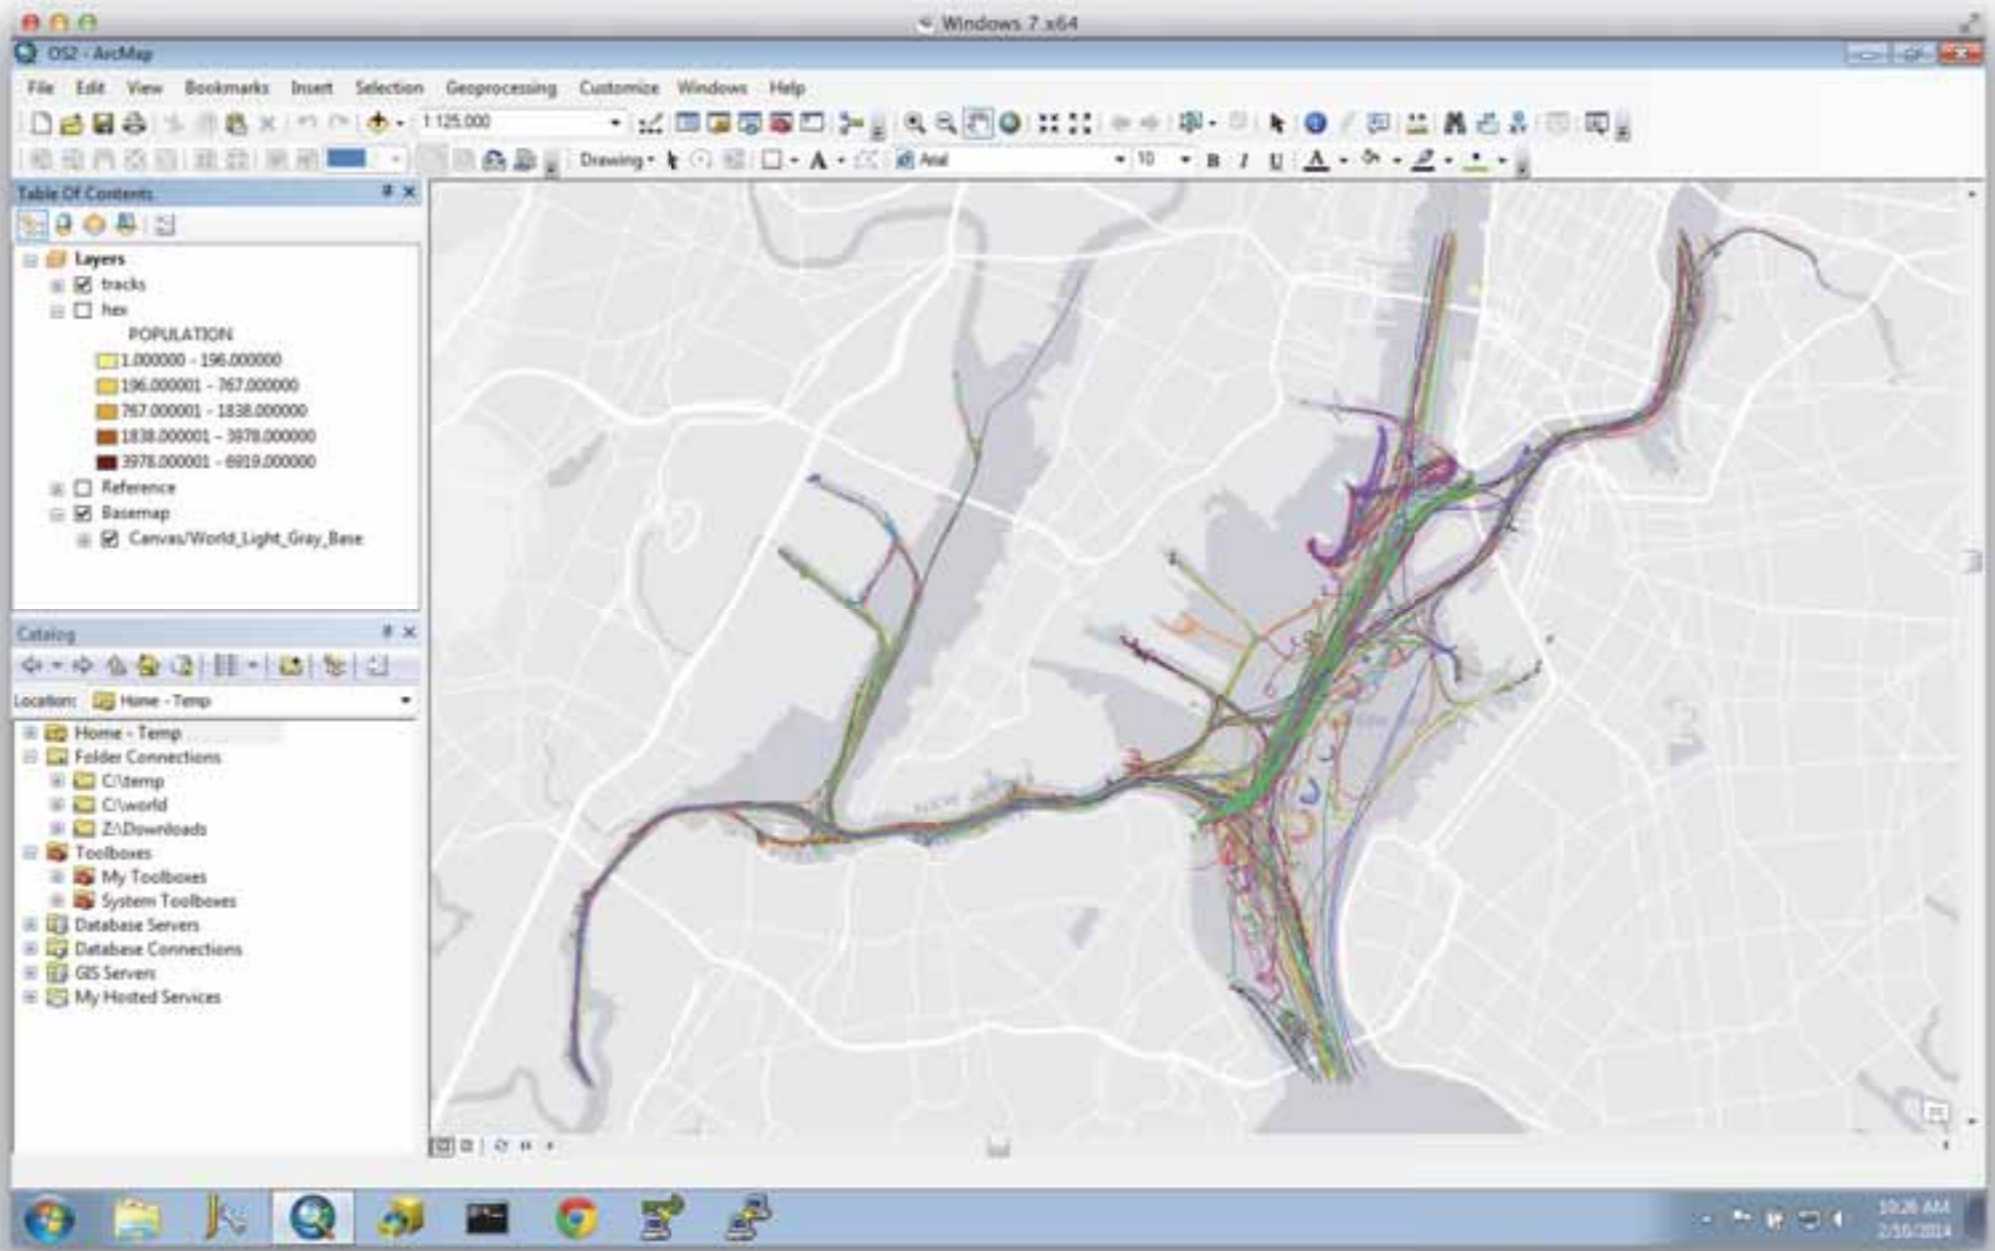 Windows 7 x64
OS2 - ArcMap
File Edit View Bookmarks Insert Selection Geoprocessing Customize Windows Help
1:125,000
Drawing A Arial 10 B I U A
Table Of Contents
Layers
tracks
hex
POPULATION
1.000000 - 196.000000
196.000001 - 767.000000
767.000001 - 1838.000000
1838.000001 - 3978.000000
3978.000001 - 6919.000000
Reference
Basemap
Canvas/World_Light_Gray_Base
Catalog
Location: Home - Temp
Home - Temp
Folder Connections
C:\temp
C:\world
Z:\Downloads
Toolboxes
My Toolboxes
System Toolboxes
Database Servers
Database Connections
GIS Servers
My Hosted Services
10:26 AM